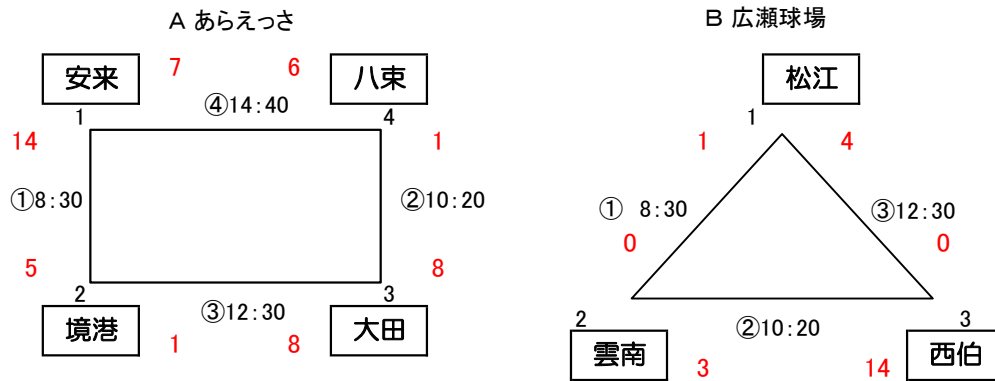 A あらえっさ
B 広瀬球場
安来 7 6 八束
④14:40
1 4
14 1
①8:30 ②10:20
5 8
2 3
③12:30
境港 1 8 大田
松江
1
1 4
① 8:30 ③12:30
0 0
2 3
②10:20
雲南 3 14 西伯